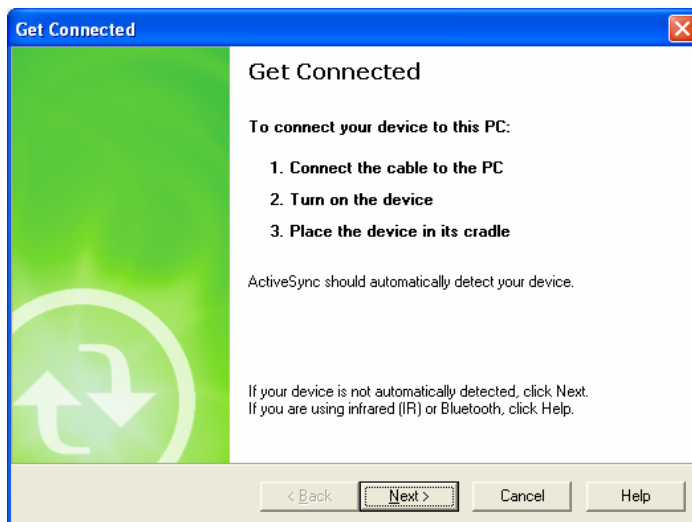 Get Connected
Get Connected
To connect your device to this PC:
1. Connect the cable to the PC
2. Turn on the device
3. Place the device in its cradle
ActiveSync should automatically detect your device.
If your device is not automatically detected, click Next.
If you are using infrared (IR) or Bluetooth, click Help.
< Back Next > Cancel Help